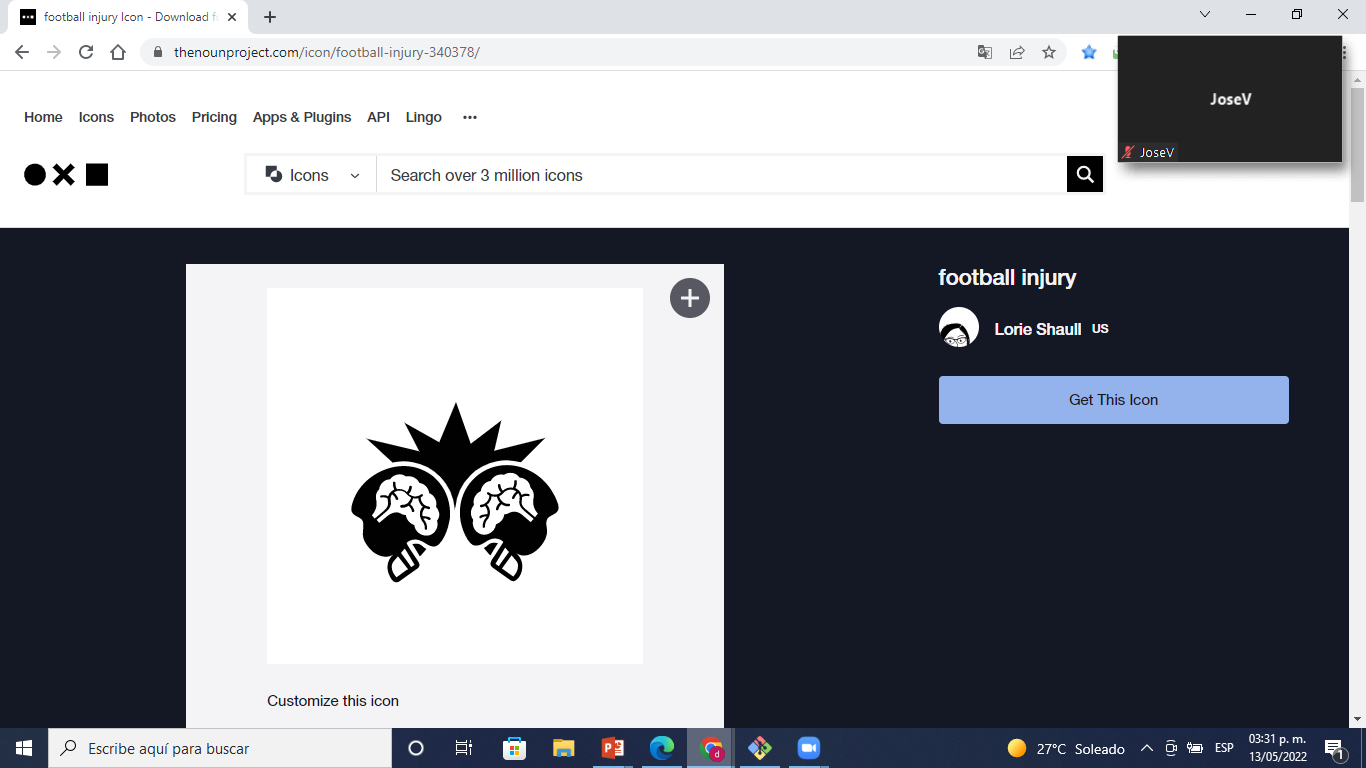 football injury Icon - Download f
thenounproject.com/icon/football-injury-340378/
JoseV
JoseV
Home Icons Photos Pricing Apps & Plugins API Lingo
Icons
Search over 3 million icons
football injury
Lorie Shaull US
Get This Icon
Customize this icon
Escribe aquí para buscar
27°C Soleado
ESP
03:31 p. m.
13/05/2022
1